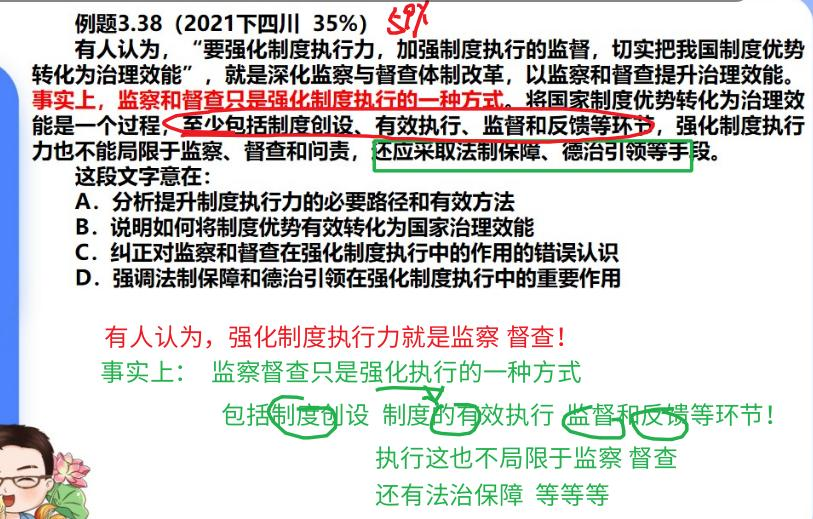 例题3.38（2021下四川 35%）59%
有人认为，“要强化制度执行力，加强制度执行的监督，切实把我国制度优势
转化为治理效能”，就是深化监察与督查体制改革，以监察和督查提升治理效能。
事实上，监察和督查只是强化制度执行的一种方式。将国家制度优势转化为治理效
能是一个过程，至少包括制度创设、有效执行、监督和反馈等环节，强化制度执行
力也不能局限于监察、督查和问责，还应采取法制保障、德治引领等手段。
这段文字意在：
A．分析提升制度执行力的必要路径和有效方法
B．说明如何将制度优势有效转化为国家治理效能
C．纠正对监察和督查在强化制度执行中的作用的错误认识
D．强调法制保障和德治引领在强化制度执行中的重要作用
有人认为，强化制度执行力就是监察 督查！
事实上： 监察督查只是强化执行的一种方式
包括制度创设 制度的有效执行 监督和反馈等环节！
执行这也不局限于监察 督查
还有法治保障 等等等